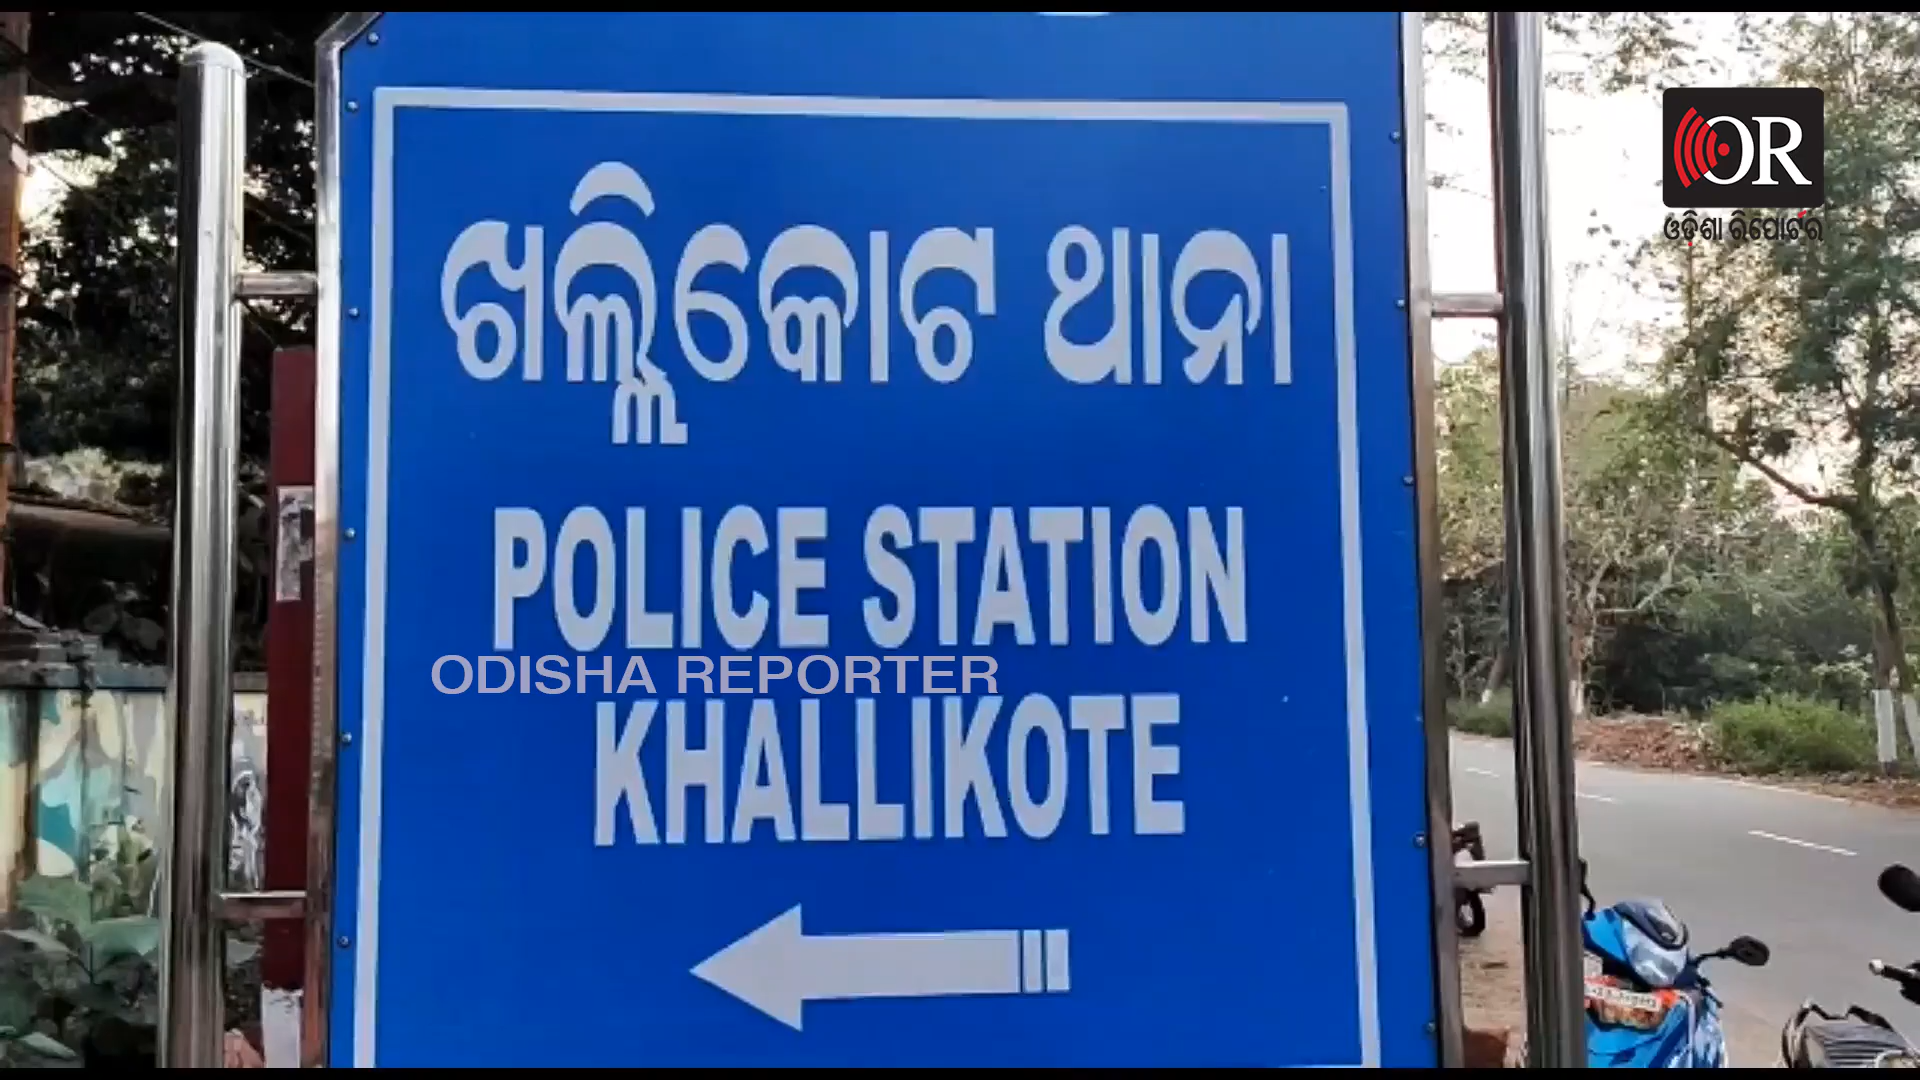 OR
ଓଡ଼ିଶା ରିପୋର୍ଟର
ଖଲ୍ଲିକୋଟ ଥାନା
POLICE STATION
ODISHA REPORTER
KHALLIKOTE